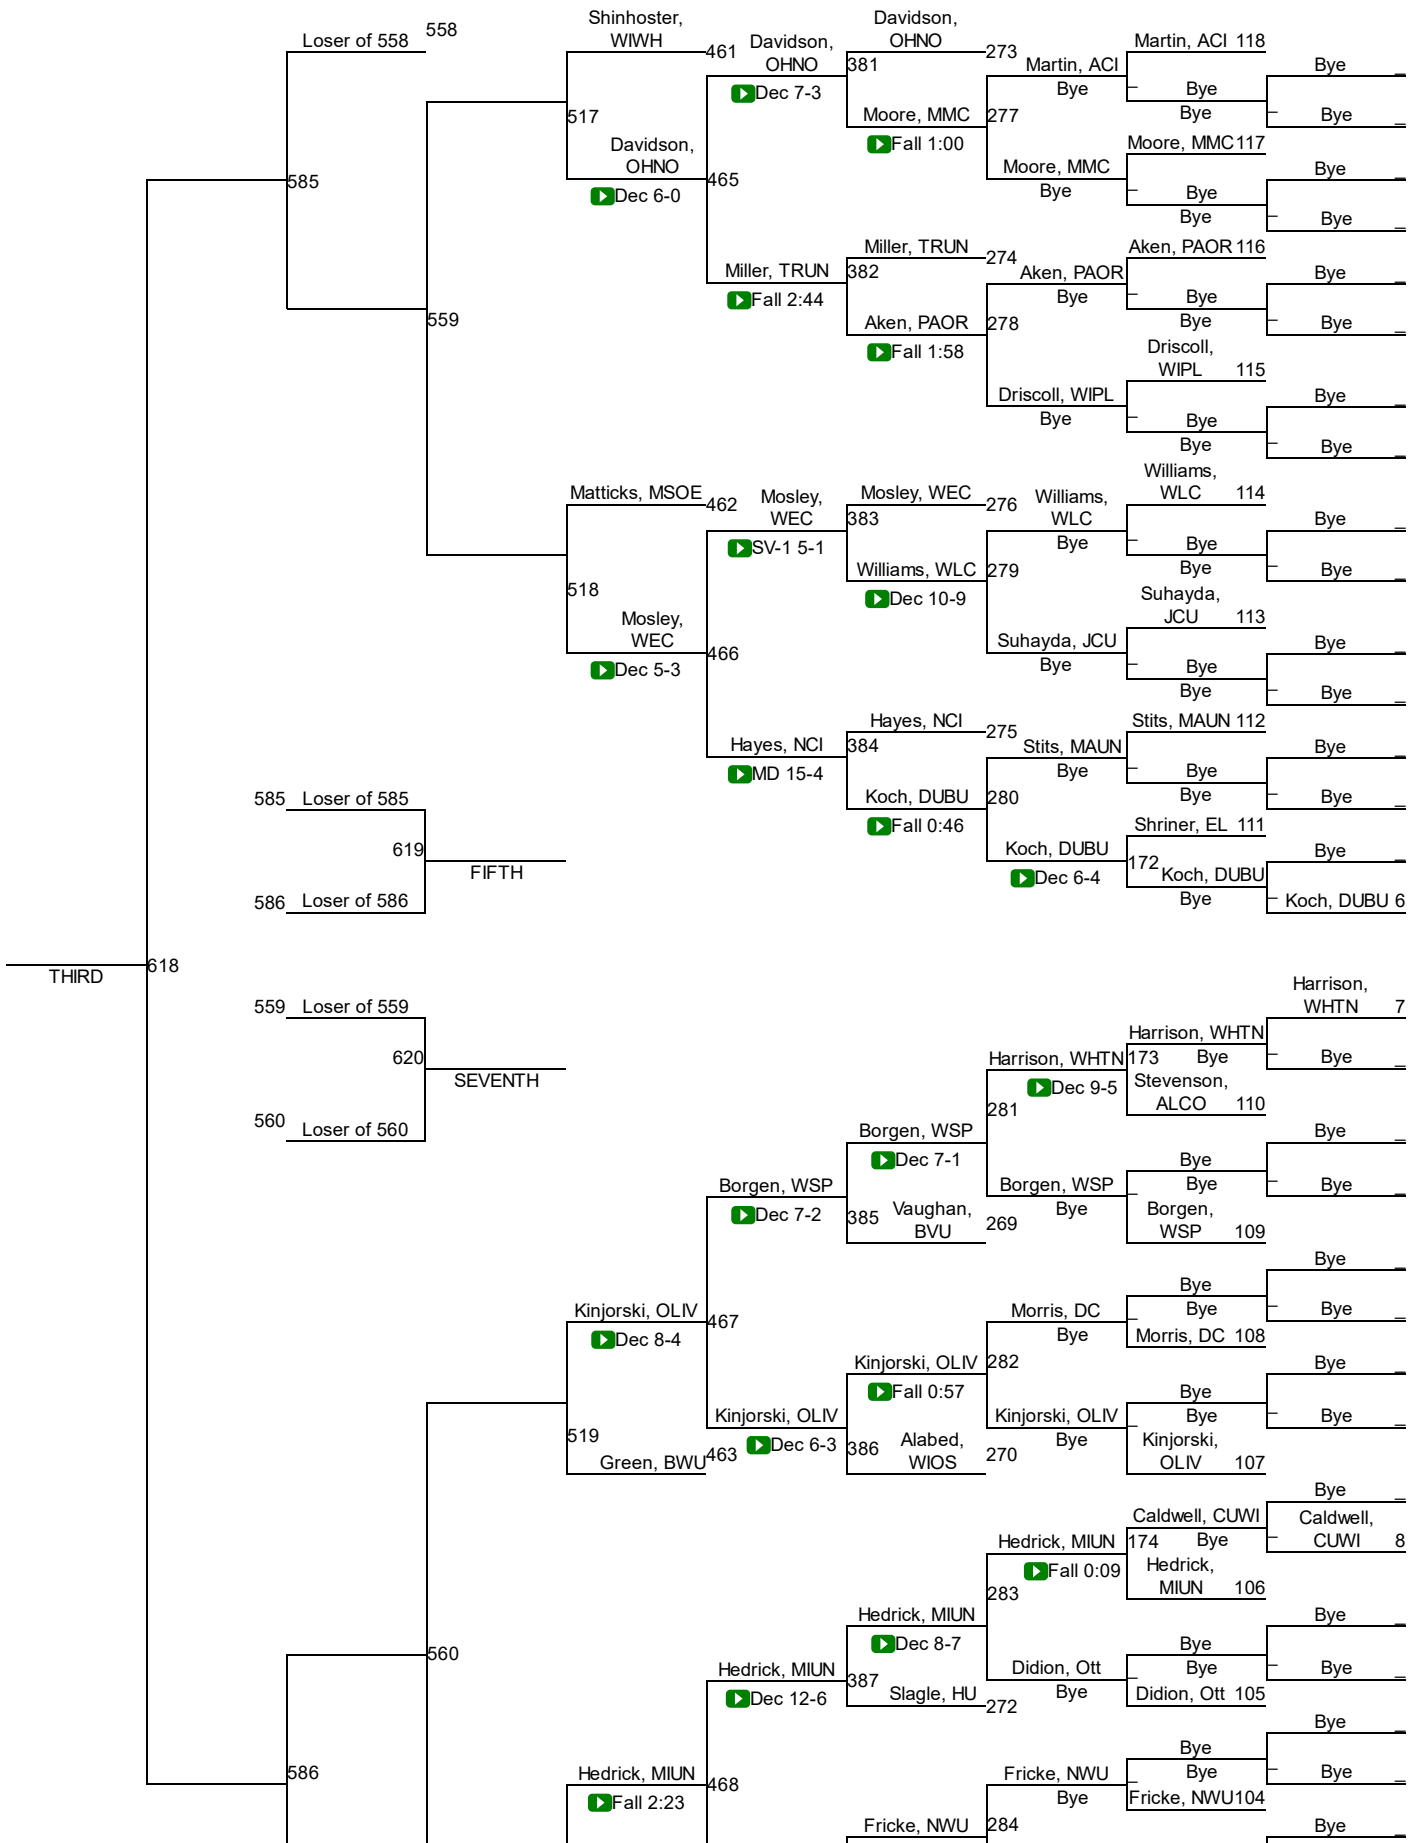 Shinhoster,
WIWH
Davidson,
OHNO
Loser of 558
558
461
Davidson,
OHNO
381
273
Martin, ACI 118
Martin, ACI
Bye
Bye _
Dec 7-3
_ Bye
Bye
517
Moore, MMC
277
_ Bye _
Davidson,
OHNO
Fall 1:00
Moore, MMC 117
585
465
Moore, MMC
Bye
Bye _
Dec 6-0
_ Bye
Bye
_ Bye _
Miller, TRUN
274
Aken, PAOR 116
Miller, TRUN
382
Aken, PAOR
Bye
Bye _
Fall 2:44
_ Bye
Bye
559
Aken, PAOR
278
_ Bye _
Fall 1:58
Driscoll,
WIPL 115
Driscoll, WIPL
Bye
Bye _
_ Bye
Bye
_ Bye _
Williams,
WLC 114
Matticks, MSOE
462
Mosley,
WEC
Mosley, WEC
276
Williams,
WLC
383
Bye
Bye _
SV-1 5-1
_ Bye
Bye
Williams, WLC
279
_ Bye _
518
Dec 10-9
Suhayda,
JCU 113
Mosley,
WEC
466
Suhayda, JCU
Bye
Bye _
Dec 5-3
_ Bye
Bye
_ Bye _
Hayes, NCI
275
Stits, MAUN 112
Hayes, NCI
384
Stits, MAUN
Bye
Bye _
MD 15-4
_ Bye
Bye
585 Loser of 585
Koch, DUBU
280
_ Bye _
Fall 0:46
Shriner, EL 111
619
Koch, DUBU
172
Bye _
FIFTH
Dec 6-4
Koch, DUBU
Bye
586 Loser of 586
_ Koch, DUBU 6
THIRD
618
Harrison,
WHTN 7
559 Loser of 559
Harrison, WHTN
620
Harrison, WHTN
173 Bye
_ Bye _
SEVENTH
Dec 9-5
Stevenson,
ALCO 110
281
560 Loser of 560
Borgen, WSP
Bye _
Dec 7-1
Bye
Borgen, WSP
Borgen, WSP
Bye
_ Bye
_ Bye _
Dec 7-2
385
Vaughan,
BVU
269
Borgen,
WSP 109
Bye _
Bye
Kinjorski, OLIV
467
Morris, DC
Bye
_ Bye
_ Bye _
Dec 8-4
Morris, DC 108
Kinjorski, OLIV
282
Bye _
Fall 0:57
Bye
Kinjorski, OLIV
Kinjorski, OLIV
Bye
_ Bye
_ Bye _
519
Dec 6-3
386
Alabed,
WIOS
270
Kinjorski,
OLIV 107
Green, BWU
463
Bye _
Caldwell, CUWI
Hedrick, MIUN
174 Bye
_ Caldwell,
CUWI 8
Fall 0:09
Hedrick,
MIUN 106
283
Hedrick, MIUN
Bye _
Dec 8-7
Bye
560
Hedrick, MIUN
Didion, Ott
Bye
_ Bye
_ Bye _
Dec 12-6
387
Slagle, HU
272
Didion, Ott 105
Bye _
Bye
586
Hedrick, MIUN
468
Fricke, NWU
Bye
_ Bye
_ Bye _
Fall 2:23
Fricke, NWU 104
Fricke, NWU
284
Bye _